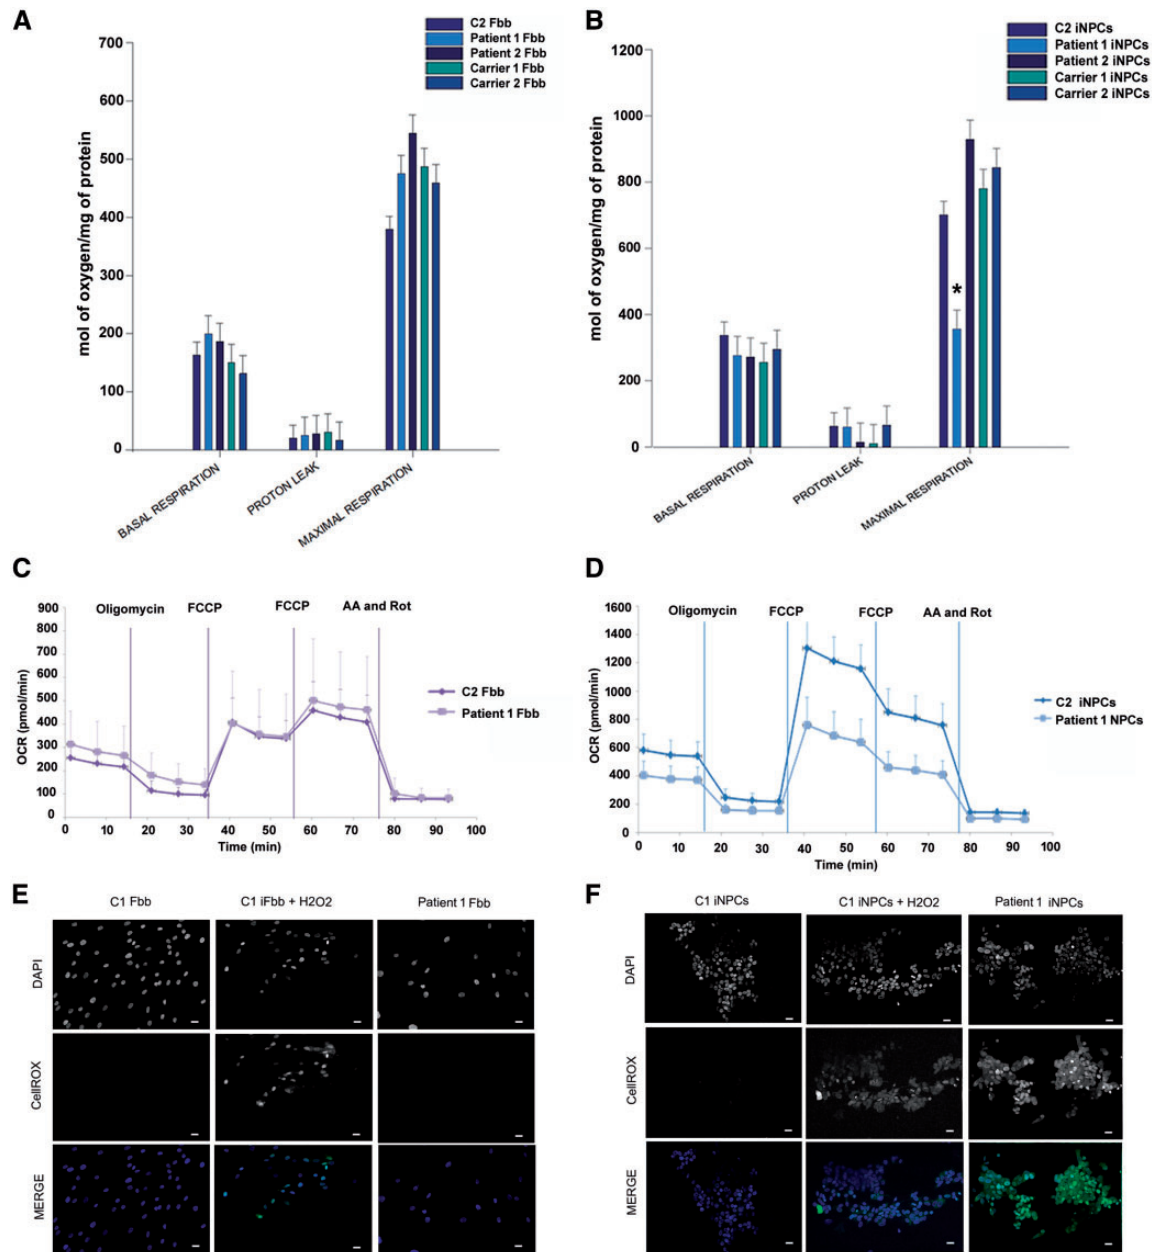 A
C2 Fbb
Patient 1 Fbb
Patient 2 Fbb
Carrier 1 Fbb
Carrier 2 Fbb
mol of oxygen/mg of protein
700
600
500
400
300
200
100
0
BASAL RESPIRATION
PROTON LEAK
MAXIMAL RESPIRATION
B
C2 iNPCs
Patient 1 iNPCs
Patient 2 iNPCs
Carrier 1 iNPCs
Carrier 2 iNPCs
mol of oxygen/mg of protein
1200
1000
800
600
400
200
0
*
BASAL RESPIRATION
PROTON LEAK
MAXIMAL RESPIRATION
C
Oligomycin FCCP FCCP AA and Rot
OCR (pmol/min)
900
800
700
600
500
400
300
200
100
0
0 10 20 30 40 50 60 70 80 90 100
Time (min)
C2 Fbb
Patient 1 Fbb
D
Oligomycin FCCP FCCP AA and Rot
OCR (pmol/min)
1600
1400
1200
1000
800
600
400
200
0
0 10 20 30 40 50 60 70 80 90 100
Time (min)
C2 iNPCs
Patient 1 NPCs
E
C1 Fbb C1 iFbb + H2O2 Patient 1 Fbb
DAPI
CellROX
MERGE
F
C1 iNPCs C1 iNPCs + H2O2 Patient 1 iNPCs
DAPI
CellROX
MERGE